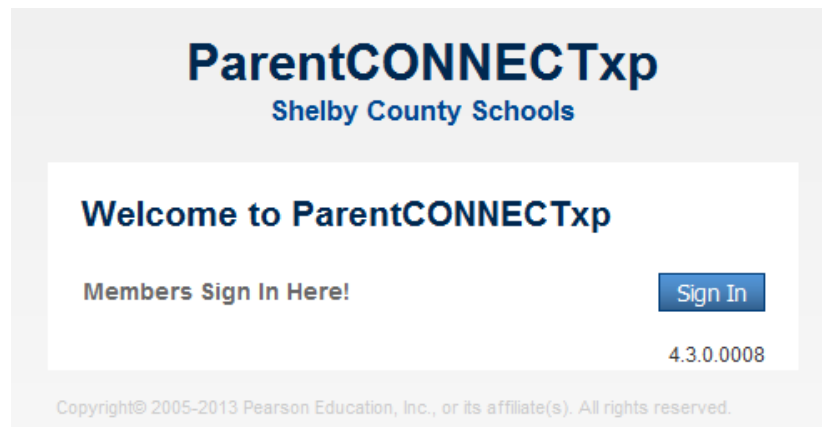 ParentCONNECTxp
Shelby County Schools
Welcome to ParentCONNECTxp
Members Sign In Here!
Sign In
4.3.0.0008
Copyright© 2005-2013 Pearson Education, Inc., or its affiliate(s). All rights reserved.